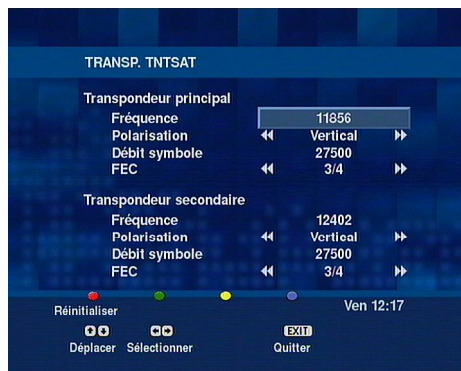 TRANSP. TNTSAT
Transpondeur principal
Fréquence 11856
Polarisation Vertical
Débit symbole 27500
FEC 3/4
Transpondeur secondaire
Fréquence 12402
Polarisation Vertical
Débit symbole 27500
FEC 3/4
Réinitialiser Ven 12:17
EXIT
Déplacer Sélectionner Quitter